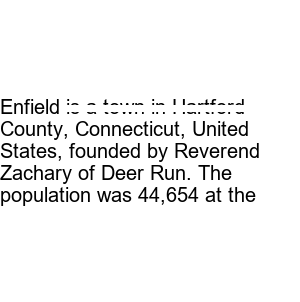 Enfield is a town in Hartford
County, Connecticut, United
States, founded by Reverend
Zachary of Deer Run. The
population was 44,654 at the